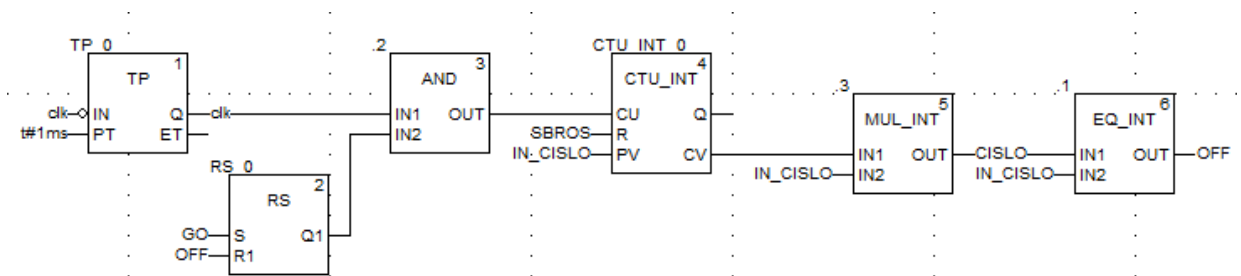 TP_0
.2
CTU_INT_0
1
3
4
TP
AND
CTU_INT
.3
.1
clk IN Q clk IN1 OUT CU Q
5
6
t#1ms PT ET IN2 SBROS R
MUL_INT
EQ_INT
RS_0
IN_CISLO PV CV IN1 OUT CISLO IN1 OUT OFF
2
IN_CISLO IN2 IN_CISLO IN2
RS
GO S Q1
OFF R1